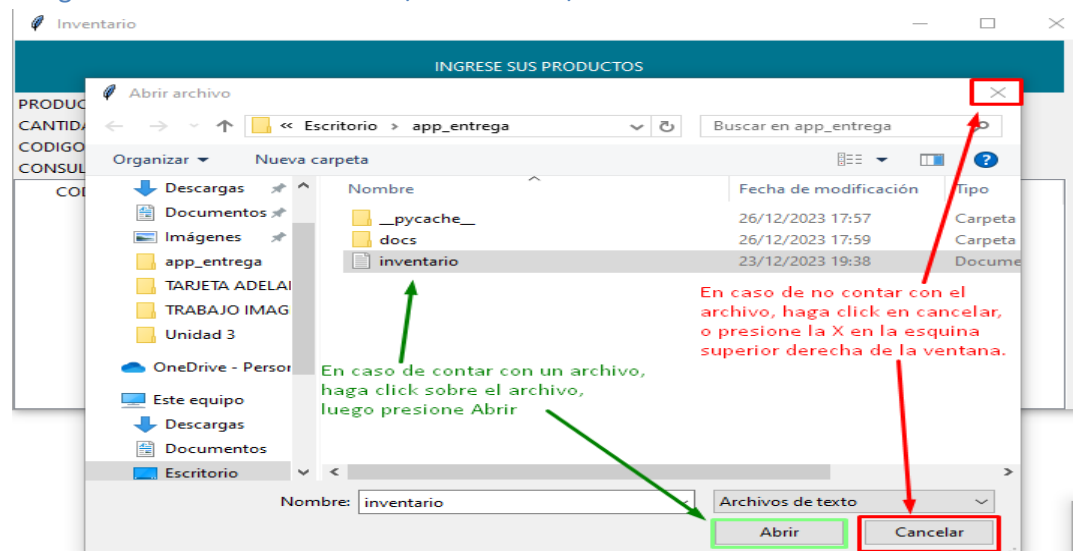 Inventario
INGRESE SUS PRODUCTOS
Abrir archivo
PRODUC
CANTIDA
CODIGO
CONSUL
COD
« Escritorio > app_entrega
Buscar en app_entrega
Organizar
Nueva carpeta
Nombre
Fecha de modificación
Tipo
Descargas
Documentos
Imágenes
app_entrega
TARJETA ADELAI
TRABAJO IMAG
Unidad 3
OneDrive - Person
Este equipo
Descargas
Documentos
Escritorio
__pycache__ 26/12/2023 17:57 Carpeta
docs 26/12/2023 17:59 Carpeta
inventario 23/12/2023 19:38 Docume
En caso de no contar con el
archivo, haga click en cancelar,
o presione la X en la esquina
superior derecha de la ventana.
En caso de contar con un archivo,
haga click sobre el archivo,
luego presione Abrir
Nombre: inventario
Archivos de texto
Abrir
Cancelar